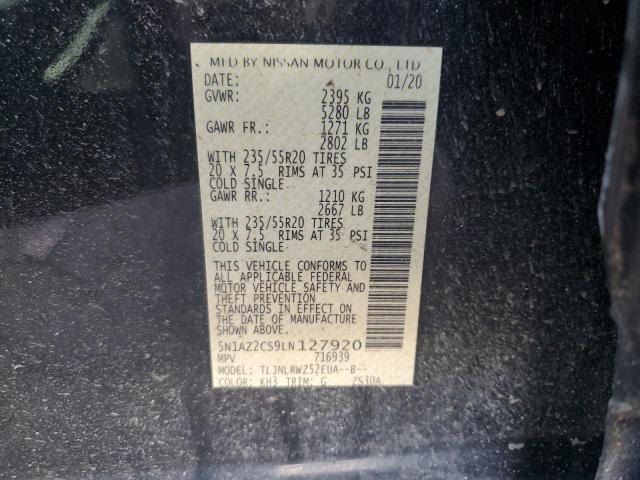 MFD BY NISSAN MOTOR CO., LTD
DATE: 01/20
GVWR: 2395 KG
5280 LB
GAWR FR.: 1271 KG
2802 LB
WITH 235/55R20 TIRES
20 X 7.5 RIMS AT 35 PSI
COLD SINGLE
GAWR RR.: 1210 KG
2667 LB
WITH 235/55R20 TIRES
20 X 7.5 RIMS AT 35 PSI
COLD SINGLE
THIS VEHICLE CONFORMS TO
ALL APPLICABLE FEDERAL
MOTOR VEHICLE SAFETY AND
THEFT PREVENTION
STANDARDS IN EFFECT ON THE
DATE OF MANUFACTURE
SHOWN ABOVE.
5N1AZ2CS9LN127920
MPV 716939
MODEL: TLJNLRWZ52EUA--B--
COLOR: KH3 TRIM: G ZS30A